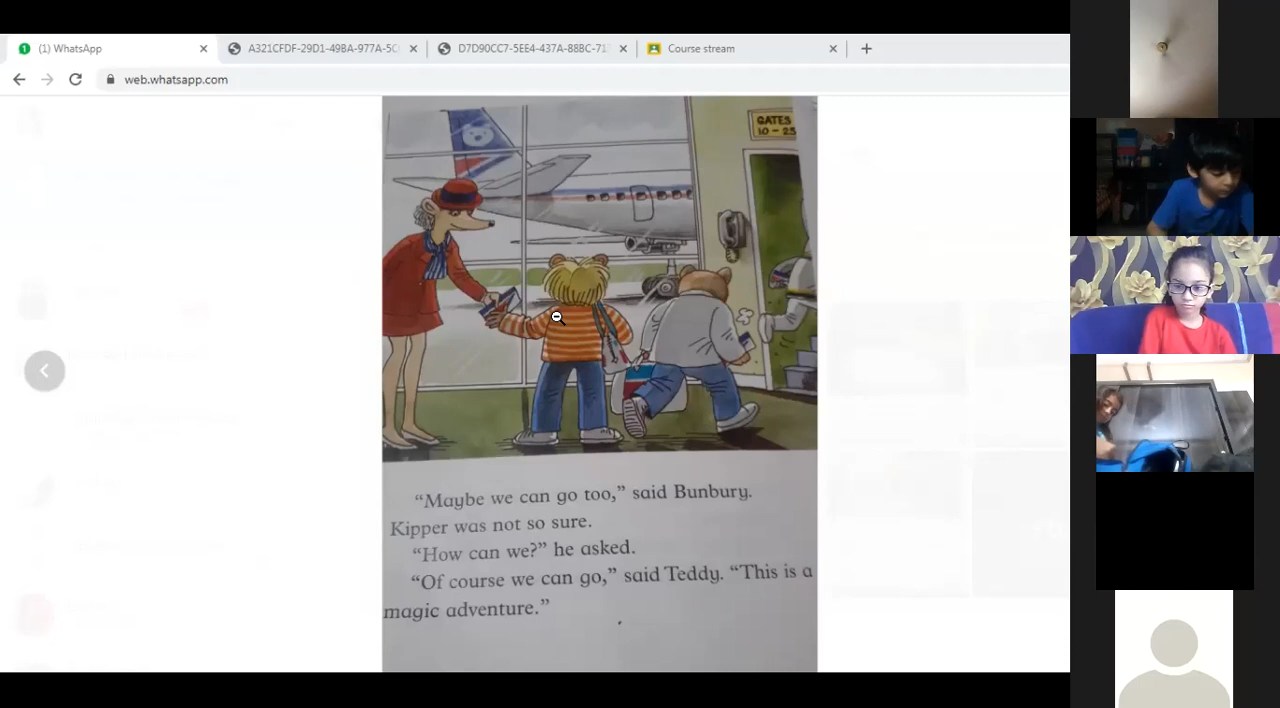 (1) WhatsApp
A321CFDF-29D1-49BA-977A-5C
D7D90CC7-5EE4-437A-88BC-71
Course stream
web.whatsapp.com
GATES
10 - 25
“Maybe we can go too,” said Bunbury.
Kipper was not so sure.
“How can we?” he asked.
“Of course we can go,” said Teddy. “This is a
magic adventure.”